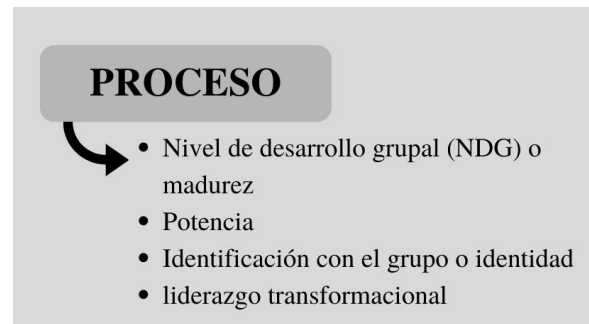 PROCESO
• Nivel de desarrollo grupal (NDG) o
madurez
• Potencia
• Identificación con el grupo o identidad
• liderazgo transformacional